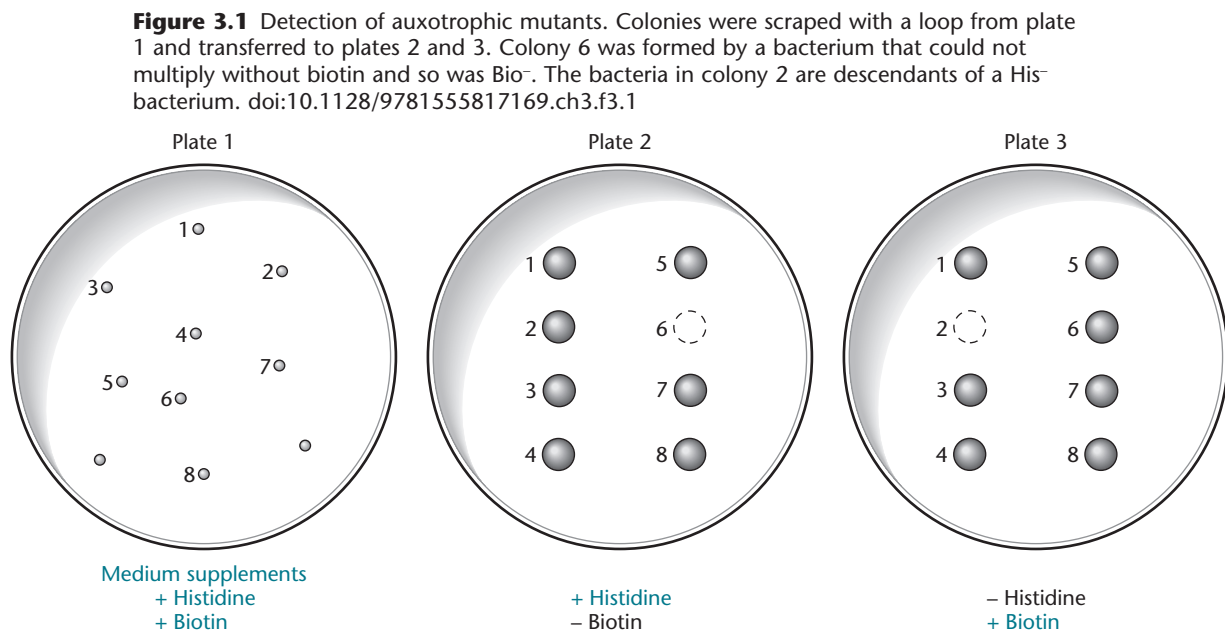 Figure 3.1 Detection of auxotrophic mutants. Colonies were scraped with a loop from plate
1 and transferred to plates 2 and 3. Colony 6 was formed by a bacterium that could not
multiply without biotin and so was Bio⁻. The bacteria in colony 2 are descendants of a His⁻
bacterium. doi:10.1128/9781555817169.ch3.f3.1
Plate 1
1
2
3
4
7
5
6
8
Medium supplements
+ Histidine
+ Biotin
Plate 2
1 5
2 6
3 7
4 8
+ Histidine
– Biotin
Plate 3
1 5
2 6
3 7
4 8
– Histidine
+ Biotin